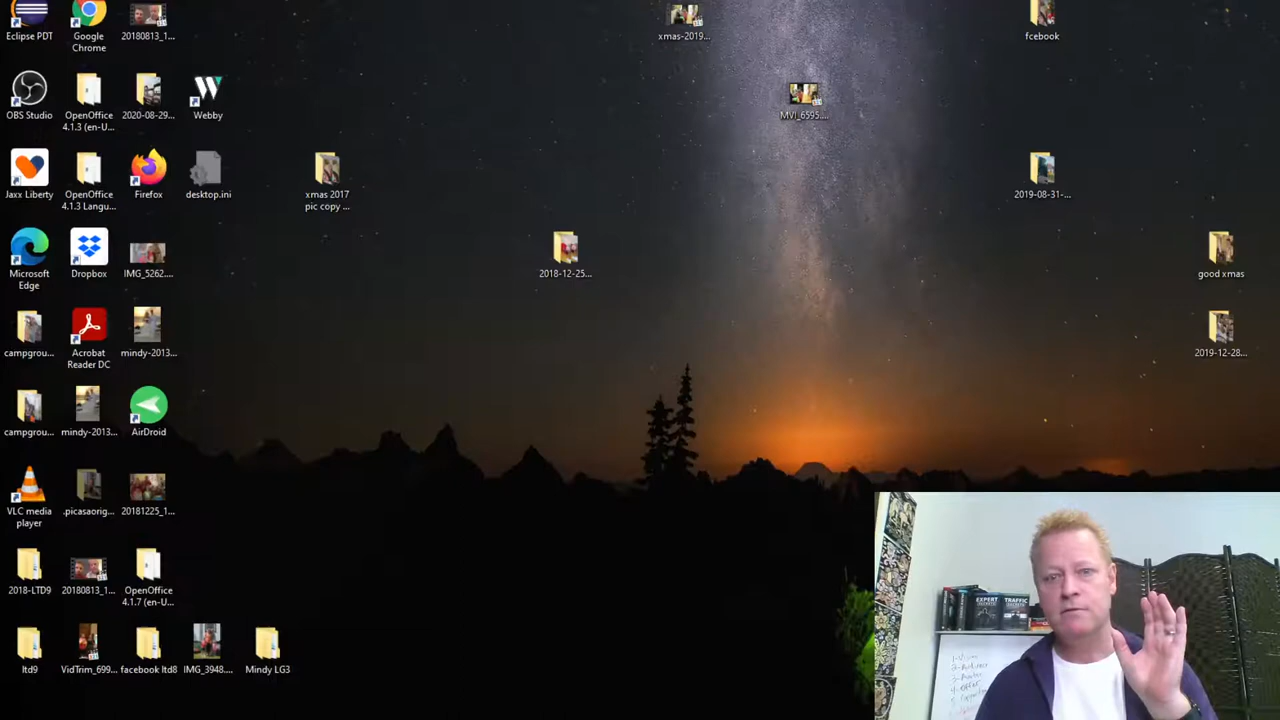 Eclipse PDT
Google
Chrome
20180813_1...
xmas-2019...
fcebook
OBS Studio
OpenOffice
4.1.3 (en-U...
2020-08-29...
Webby
MVI_6595....
Jaxx Liberty
OpenOffice
4.1.3 Langu...
Firefox
desktop.ini
xmas 2017
pic copy ...
2019-08-31-...
Microsoft
Edge
Dropbox
IMG_5262....
2018-12-25...
good xmas
campgrou...
Acrobat
Reader DC
mindy-2013...
2019-12-28...
campgrou...
mindy-2013...
AirDroid
VLC media
player
.picasaorig...
20181225_1...
2018-LTD9
20180813_1...
OpenOffice
4.1.7 (en-U...
ltd9
VidTrim_699...
facebook ltd8
IMG_3948....
Mindy LG3
EXPERT
SECRETS
TRAFFIC
SECRETS